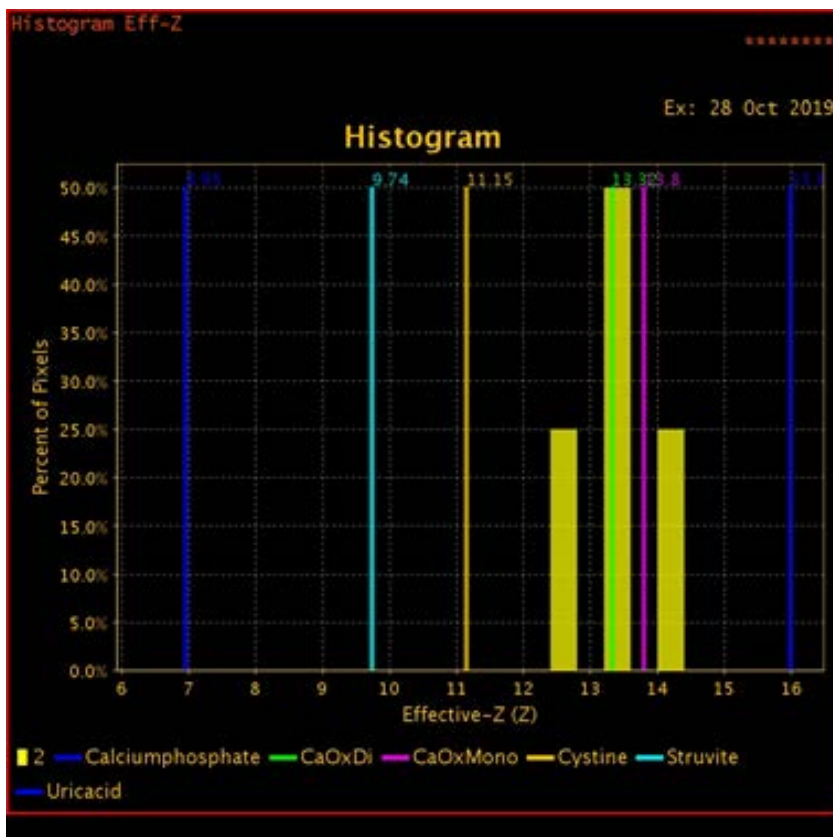 Histogram Eff-Z
********
Ex: 28 Oct 2019
Histogram
9.74
11.15
50.0%
45.0%
40.0%
35.0%
30.0%
25.0%
20.0%
15.0%
10.0%
5.0%
0.0%
Percent of Pixels
6 7 8 9 10 11 12 13 14 15 16
Effective-Z (Z)
2 Calciumphosphate CaOxDi CaOxMono Cystine Struvite
Uricacid